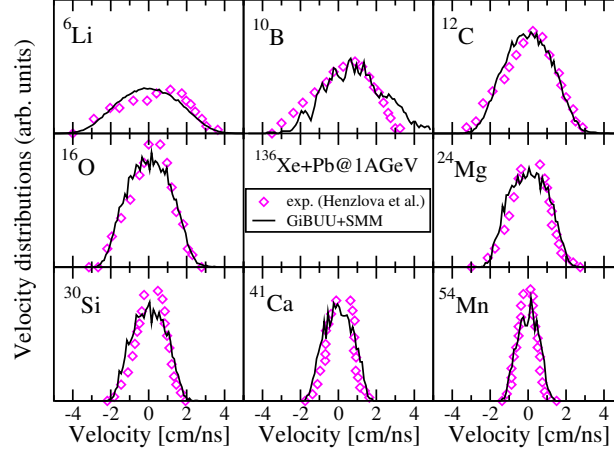 ⁶Li
¹⁰B
¹²C
¹⁶O
¹³⁶Xe+Pb@1AGeV
exp. (Henzlova et al.)
GiBUU+SMM
²⁴Mg
³⁰Si
⁴¹Ca
⁵⁴Mn
Velocity distributions (arb. units)
-4 -2 0 2 4 -4 -2 0 2 4 -4 -2 0 2 4
Velocity [cm/ns] Velocity [cm/ns] Velocity [cm/ns]